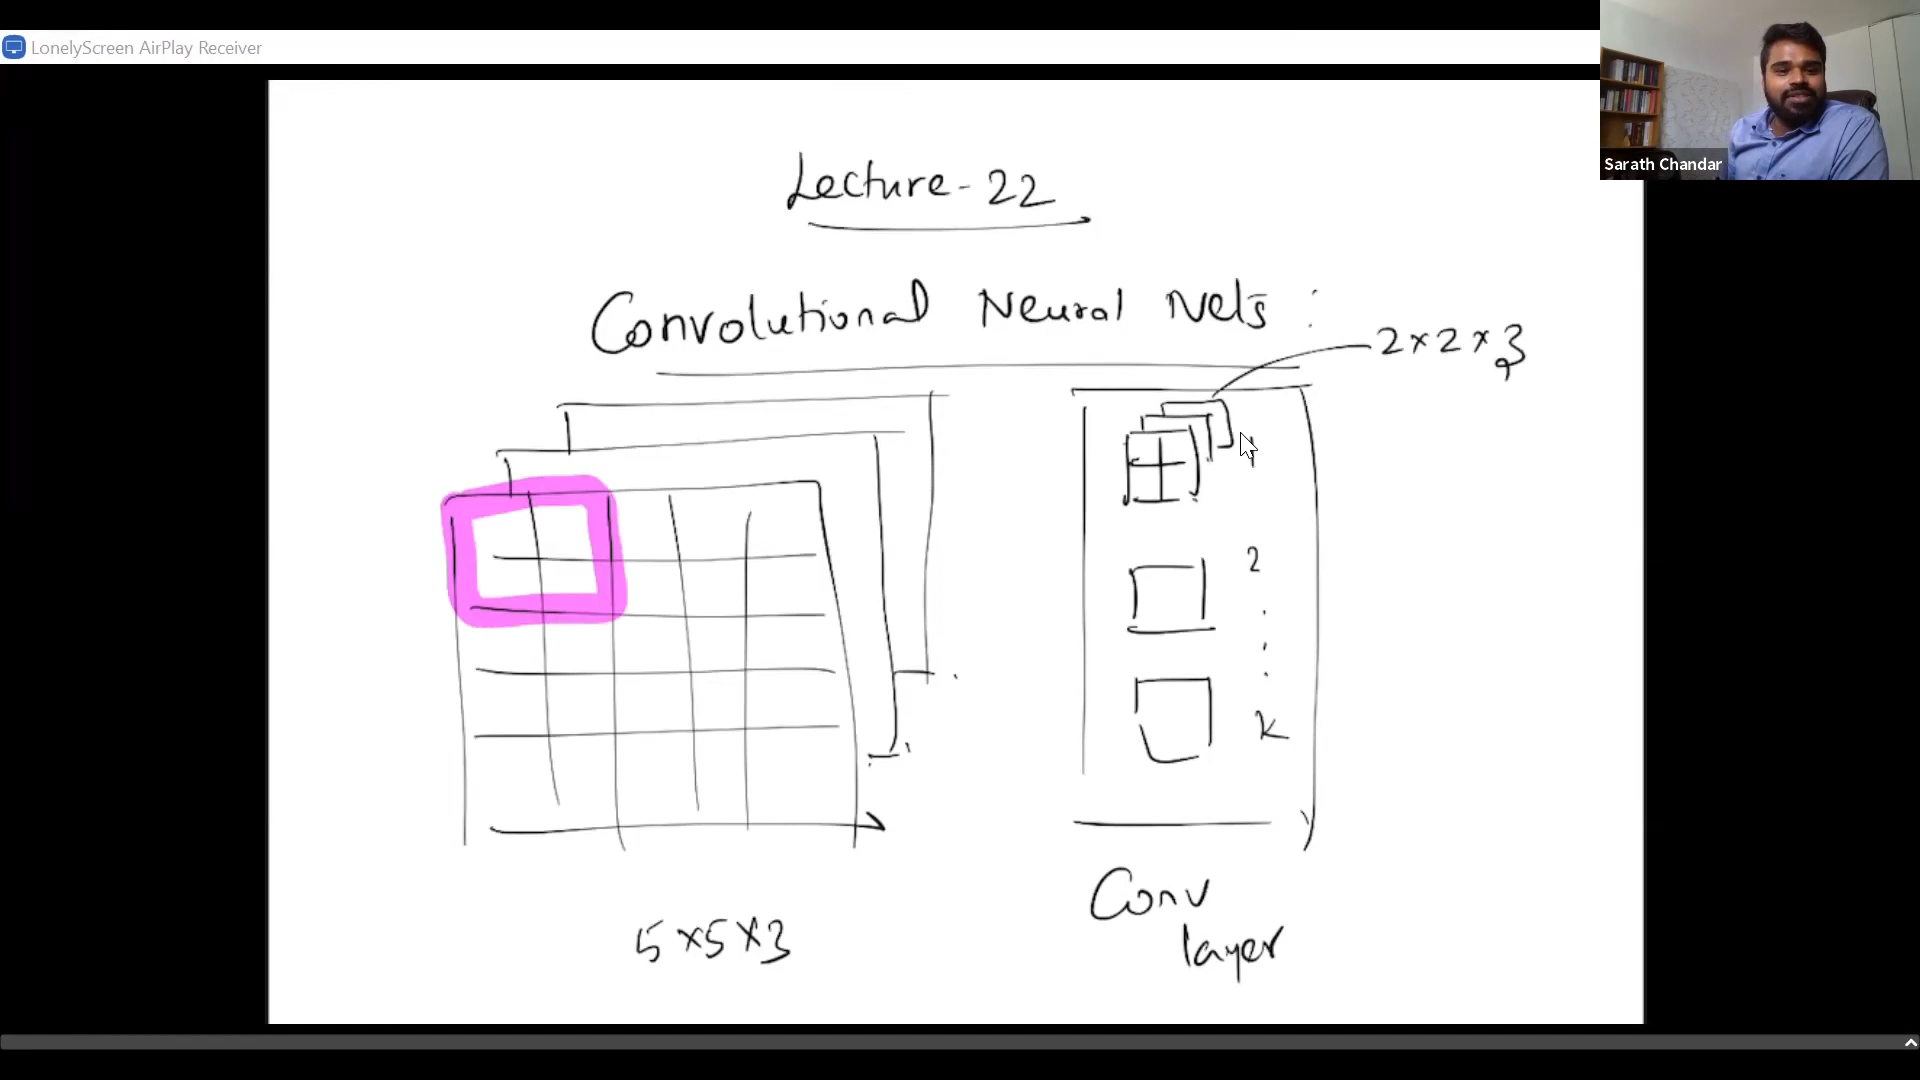 LonelyScreen AirPlay Receiver
Sarath Chandar
Lecture - 22
Convolutional Neural Nets :
2 x 2 x 3
1
2
k
5 x 5 x 3
Conv
layer